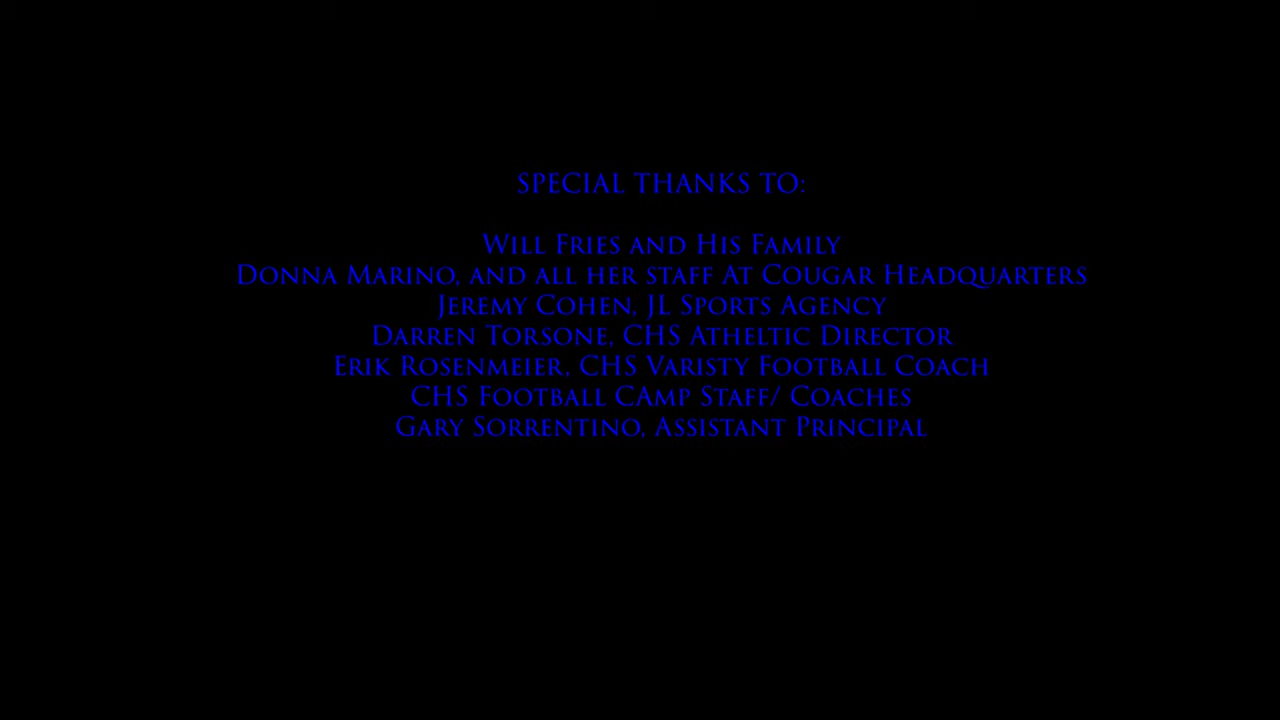 SPECIAL THANKS TO:
Will Fries and His Family
Donna Marino, and all her staff At Cougar Headquarters
Jeremy Cohen, JL Sports Agency
Darren Torsone, CHS Atheltic Director
Erik Rosenmeier, CHS Varisty Football Coach
CHS Football CAmp Staff/ Coaches
Gary Sorrentino, Assistant Principal